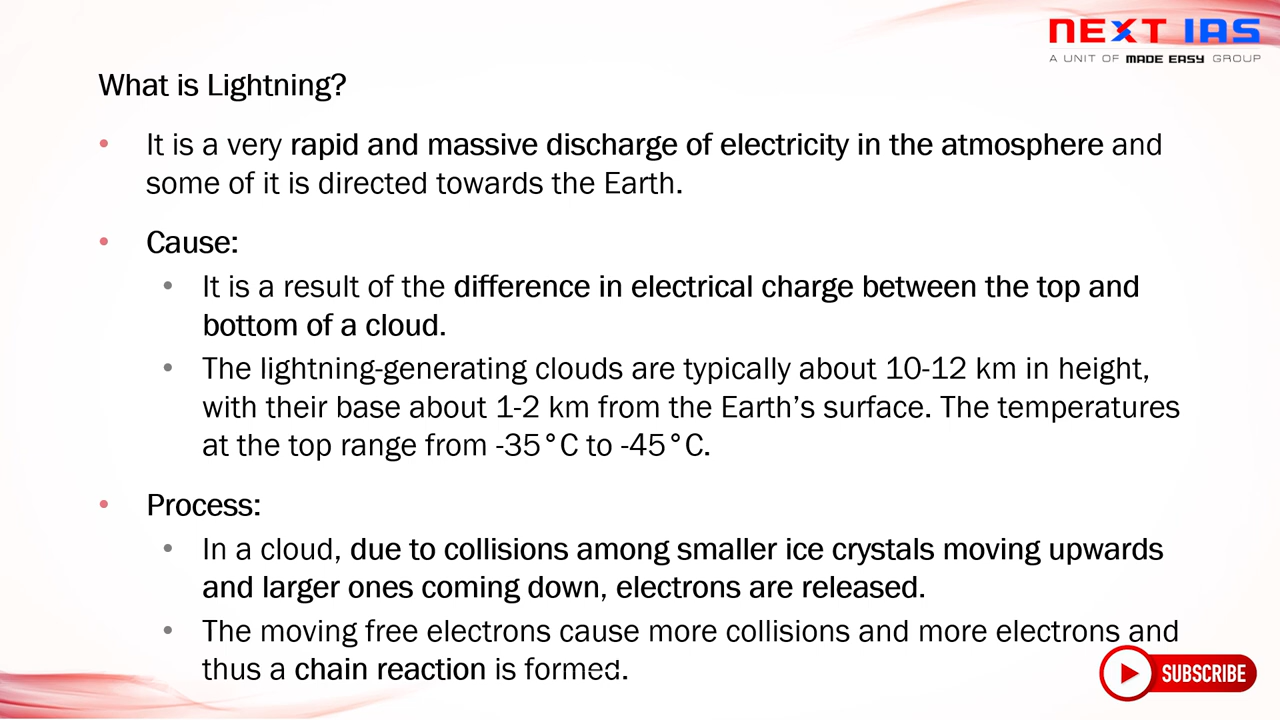 NEXT IAS
A UNIT OF MADE EASY GROUP
What is Lightning?
• It is a very rapid and massive discharge of electricity in the atmosphere and
some of it is directed towards the Earth.
• Cause:
• It is a result of the difference in electrical charge between the top and
bottom of a cloud.
• The lightning-generating clouds are typically about 10-12 km in height,
with their base about 1-2 km from the Earth’s surface. The temperatures
at the top range from -35°C to -45°C.
• Process:
• In a cloud, due to collisions among smaller ice crystals moving upwards
and larger ones coming down, electrons are released.
• The moving free electrons cause more collisions and more electrons and
thus a chain reaction is formed.
SUBSCRIBE